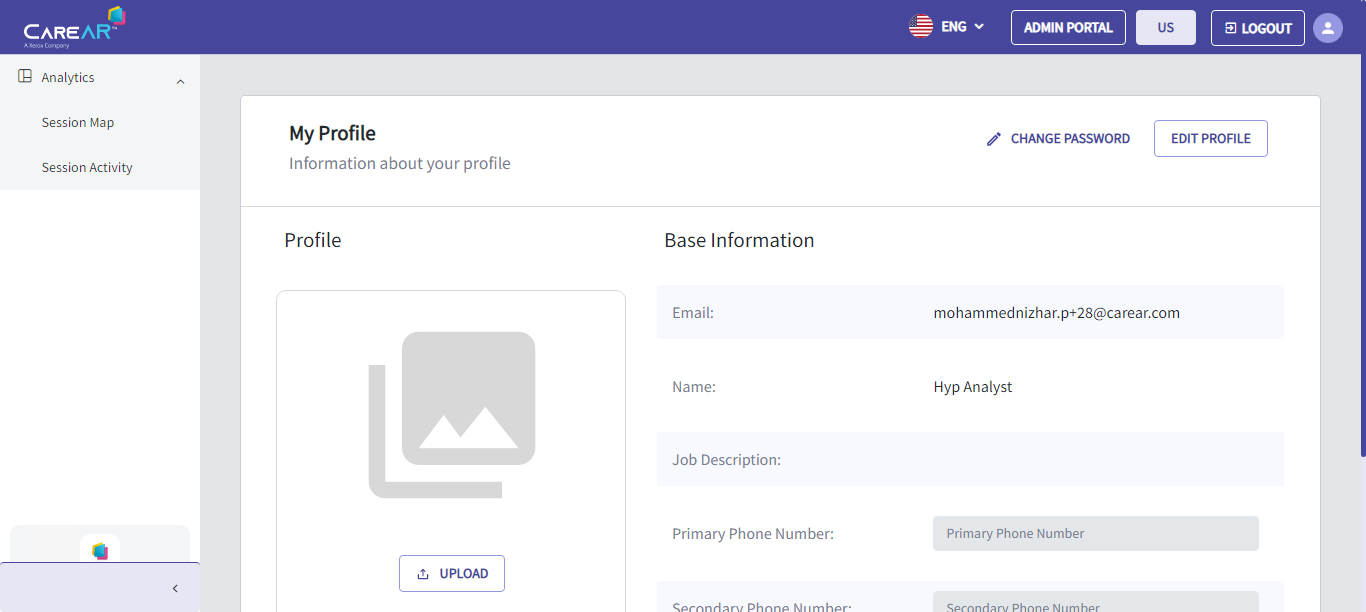 CAREAR™
A Xerox Company
ENG
ADMIN PORTAL
US
LOGOUT
Analytics
Session Map
Session Activity
My Profile
Information about your profile
CHANGE PASSWORD
EDIT PROFILE
Profile
Base Information
Email:
mohammednizhar.p+28@carear.com
Name:
Hyp Analyst
Job Description:
Primary Phone Number:
Primary Phone Number
UPLOAD
Secondary Phone Number:
Secondary Phone Number